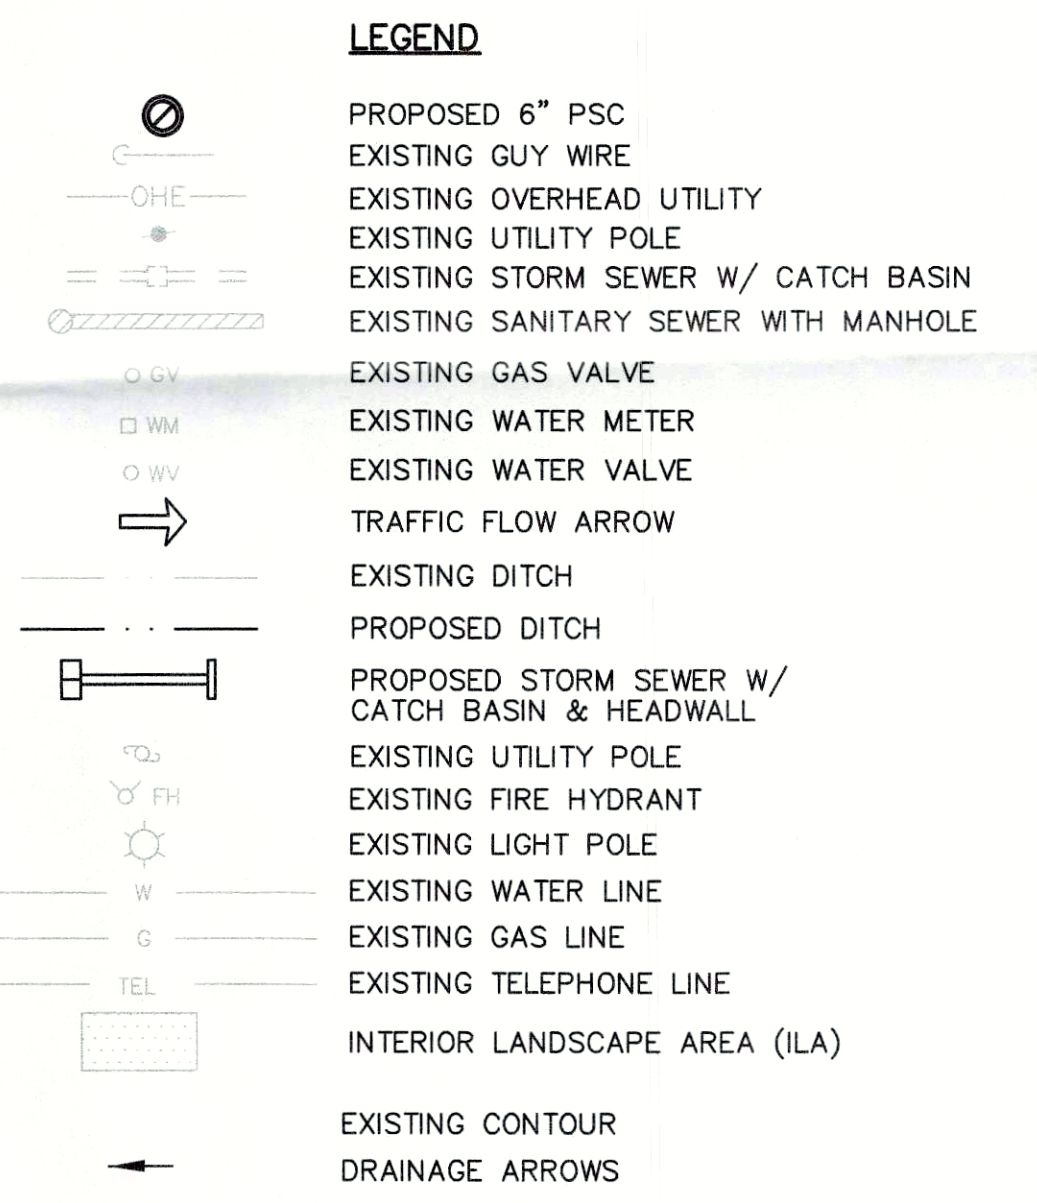 LEGEND
PROPOSED 6" PSC
EXISTING GUY WIRE
OHE EXISTING OVERHEAD UTILITY
EXISTING UTILITY POLE
EXISTING STORM SEWER W/ CATCH BASIN
EXISTING SANITARY SEWER WITH MANHOLE
GV EXISTING GAS VALVE
WM EXISTING WATER METER
WV EXISTING WATER VALVE
TRAFFIC FLOW ARROW
EXISTING DITCH
PROPOSED DITCH
PROPOSED STORM SEWER W/
CATCH BASIN & HEADWALL
EXISTING UTILITY POLE
FH EXISTING FIRE HYDRANT
EXISTING LIGHT POLE
W EXISTING WATER LINE
G EXISTING GAS LINE
TEL EXISTING TELEPHONE LINE
INTERIOR LANDSCAPE AREA (ILA)
EXISTING CONTOUR
DRAINAGE ARROWS